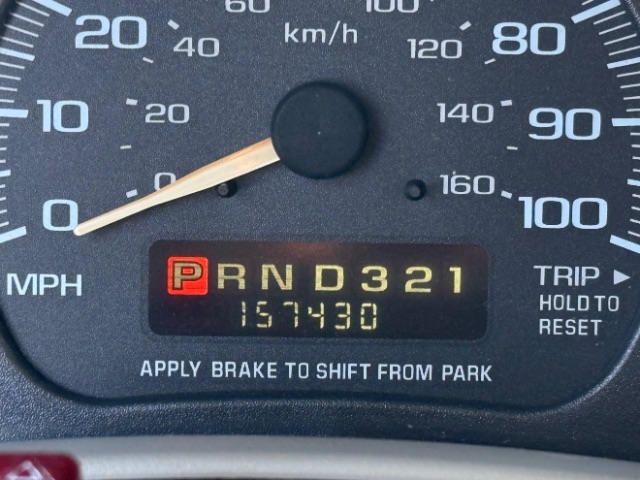 60 100
20 km/h 80
40 120
10 20 140 90
0 0 160 100
MPH PRND321 TRIP ▶
157430 HOLD TO
RESET
APPLY BRAKE TO SHIFT FROM PARK